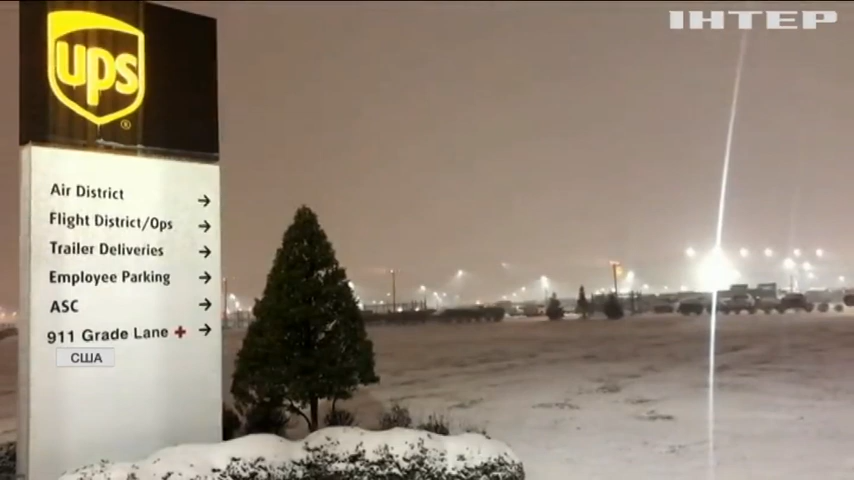 ІНТЕР
ups
Air District →
Flight District/Ops →
Trailer Deliveries →
Employee Parking →
ASC →
911 Grade Lane + →
США